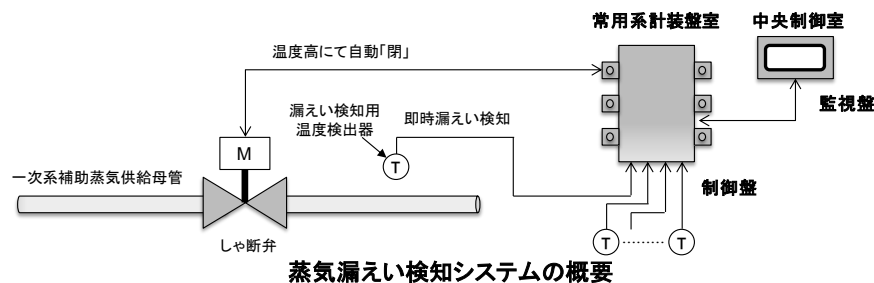 常用系計装盤室
中央制御室
温度高にて自動「閉」
監視盤
漏えい検知用
温度検出器
即時漏えい検知
M
T
一次系補助蒸気供給母管
制御盤
しゃ断弁
T
T
蒸気漏えい検知システムの概要